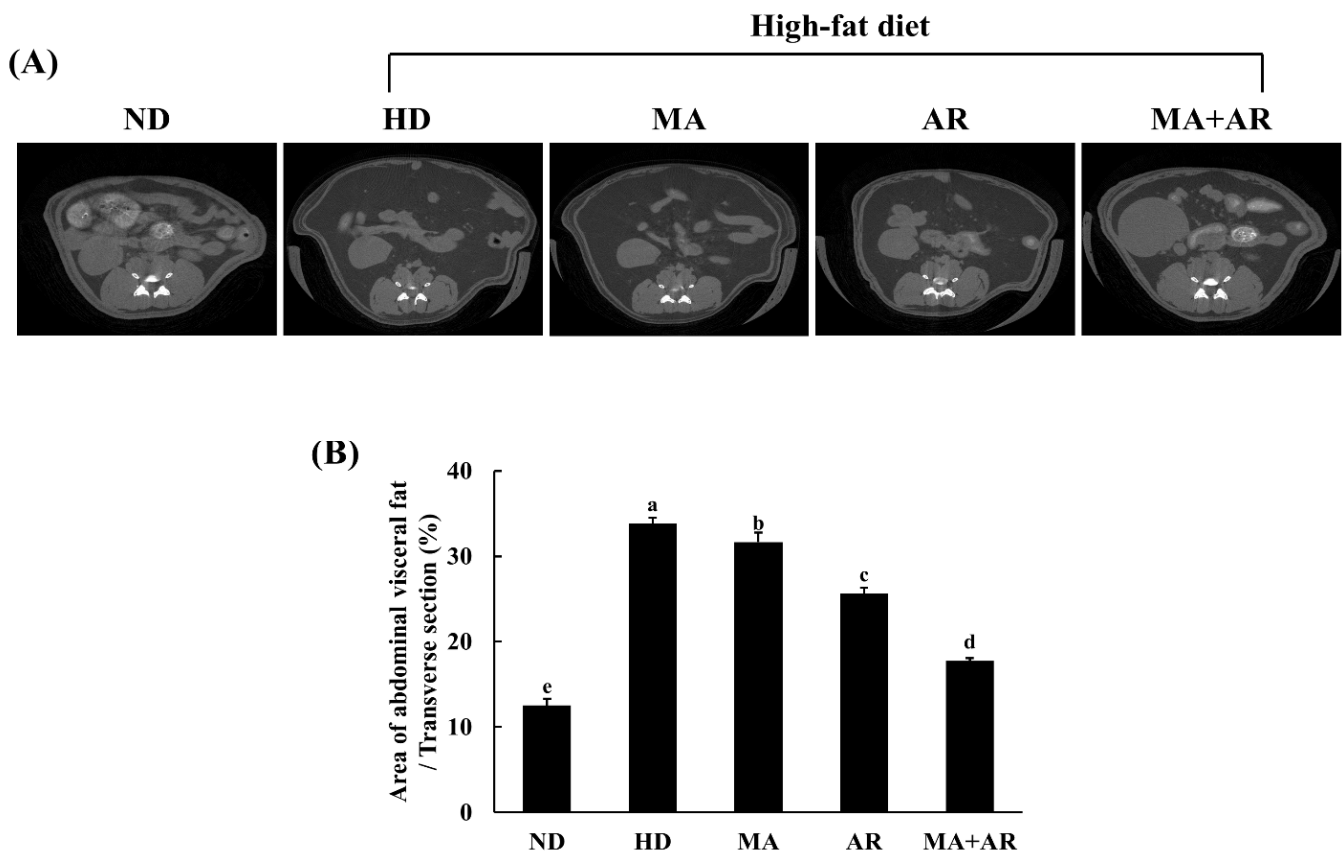 High-fat diet
(A)
ND HD MA AR MA+AR
(B)
Area of abdominal visceral fat
/ Transverse section (%)
40
30
20
10
0
e a b c d
ND HD MA AR MA+AR